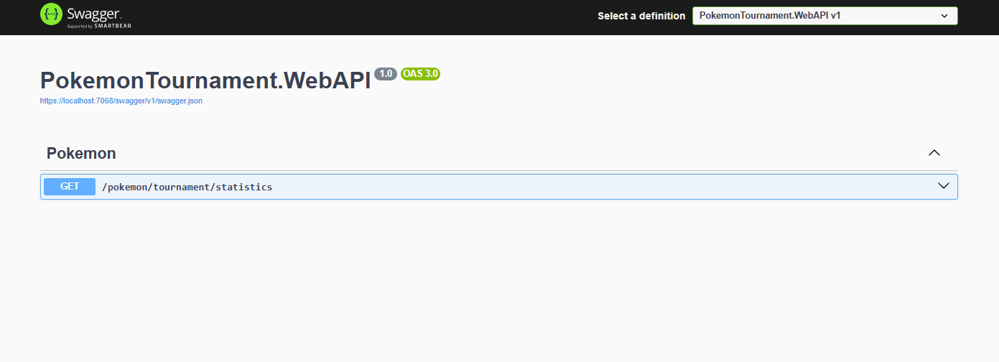 Swagger
Supported by SMARTBEAR
Select a definition
PokemonTournament.WebAPI v1
PokemonTournament.WebAPI 1.0 OAS 3.0
https://localhost:7068/swagger/v1/swagger.json
Pokemon
GET /pokemon/tournament/statistics